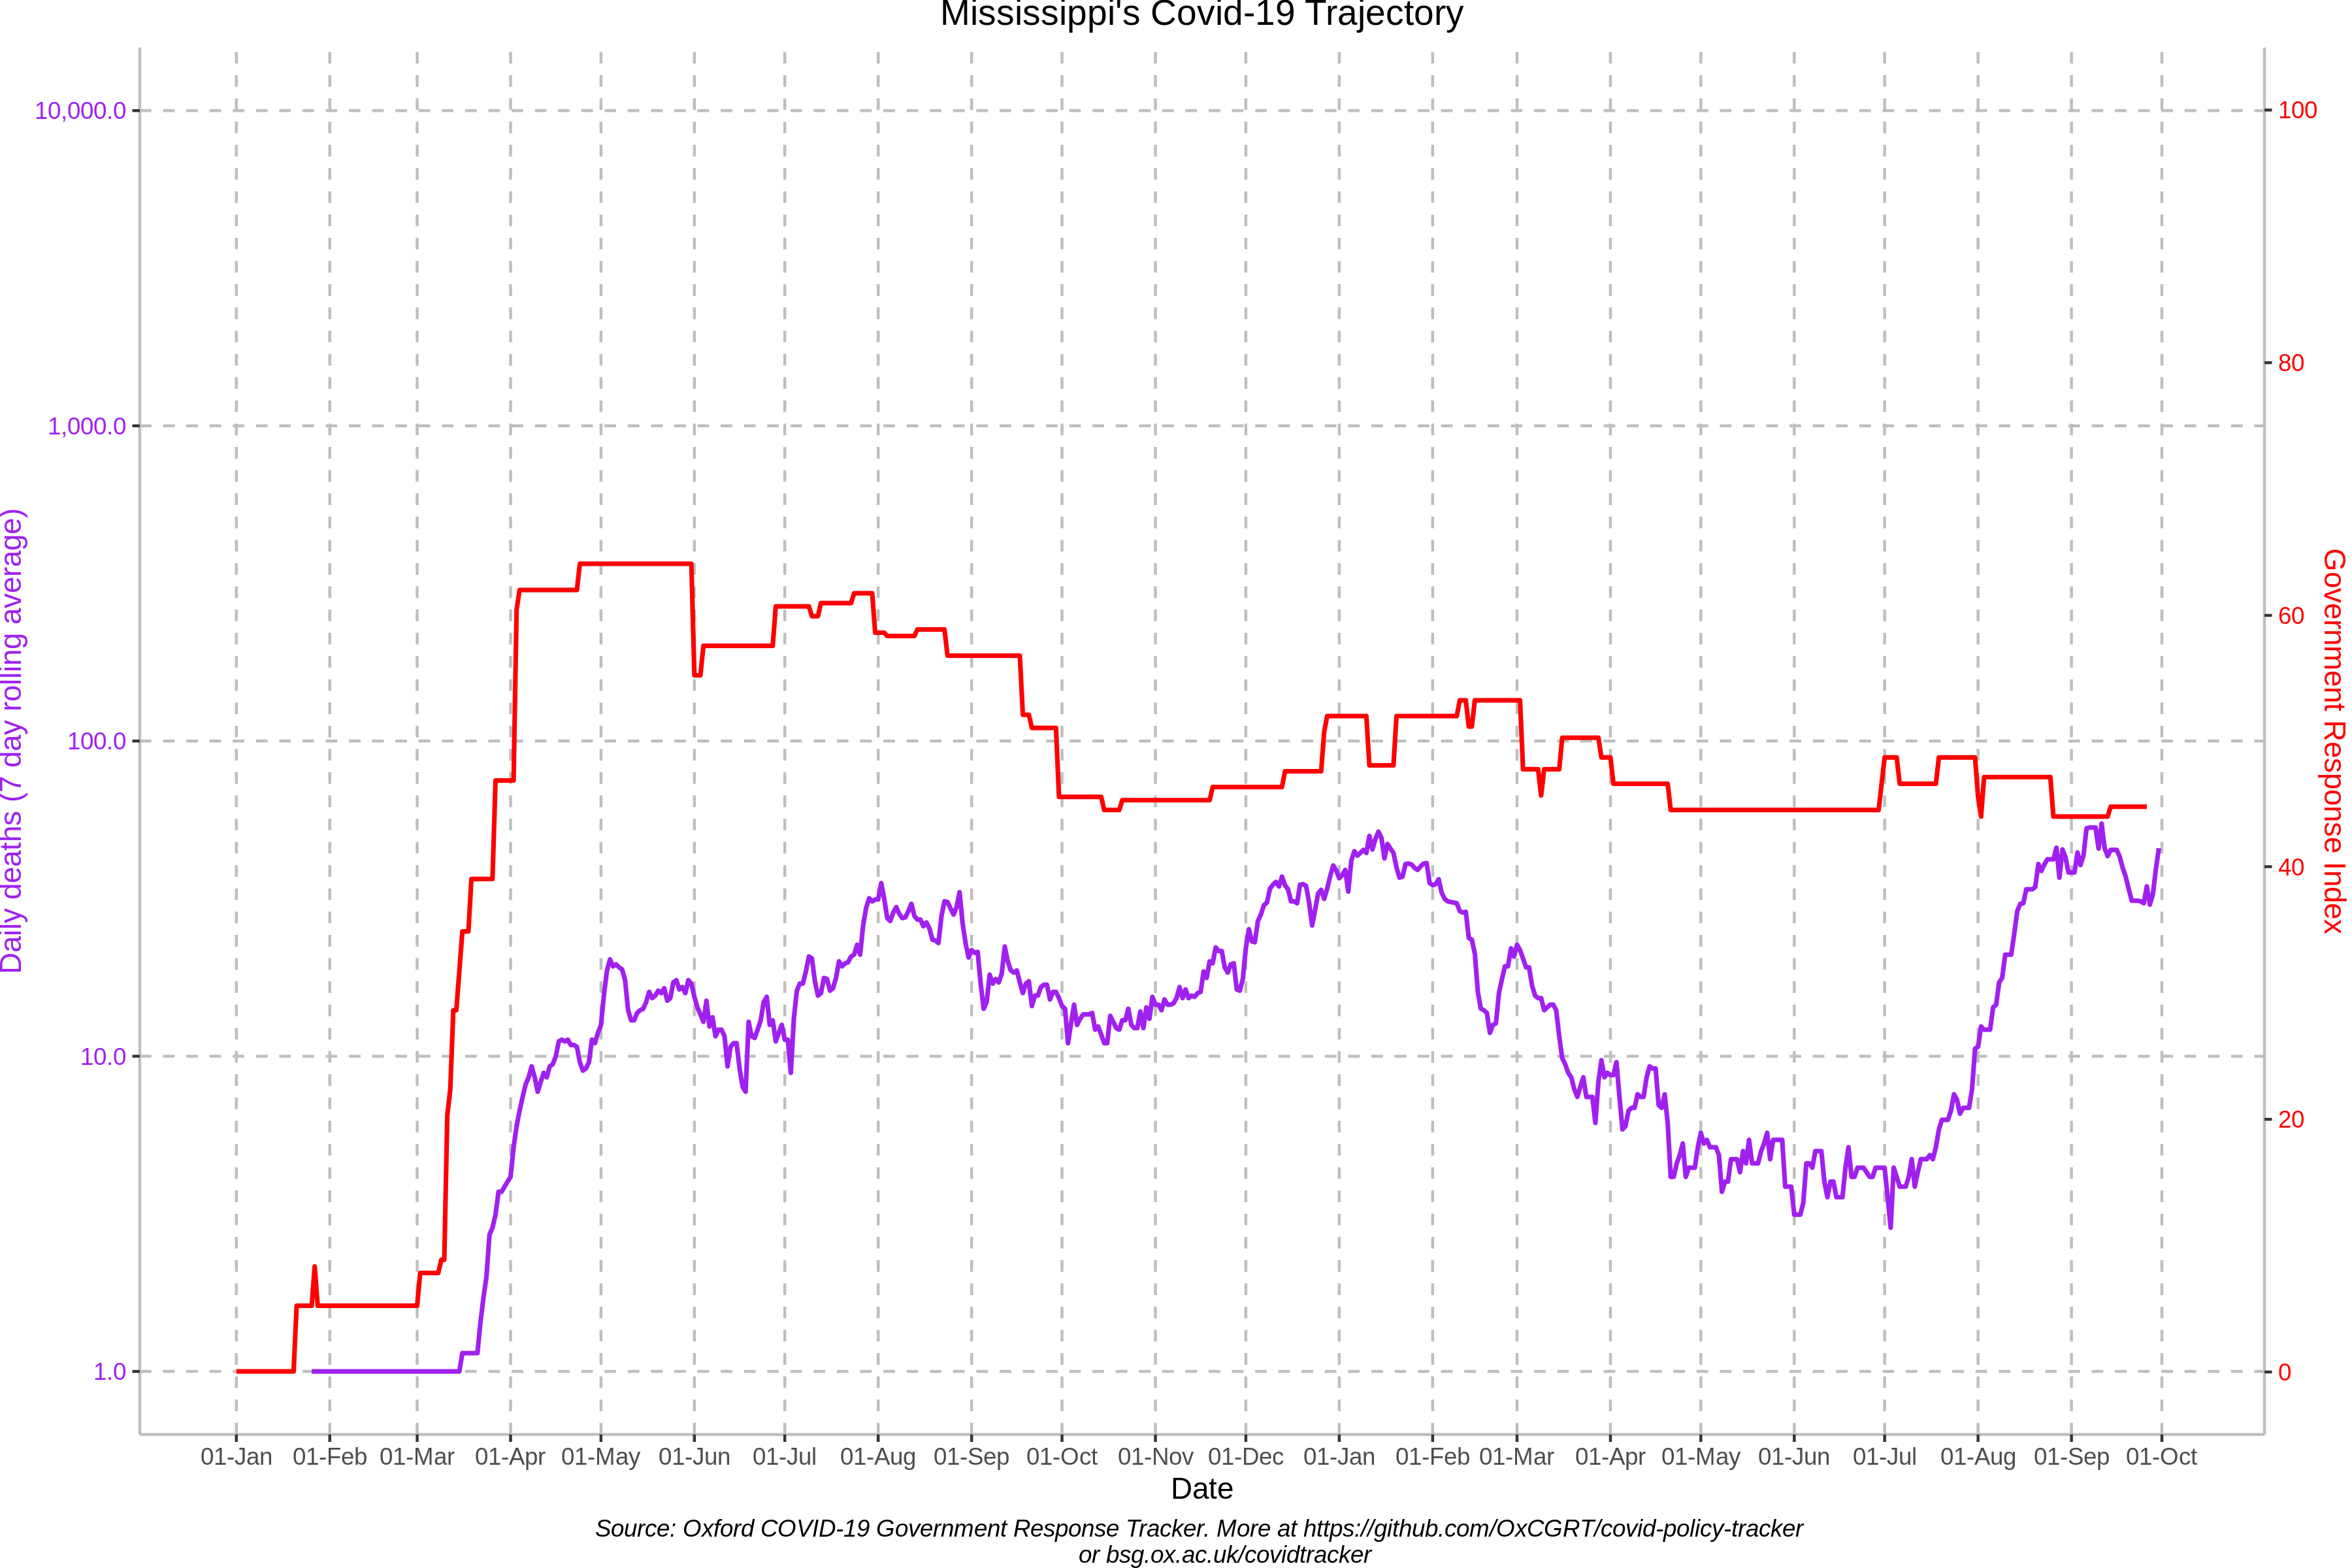 Mississippi's Covid-19 Trajectory
10,000.0
1,000.0
100.0
10.0
1.0
Daily deaths (7 day rolling average)
100
80
60
40
20
0
Government Response Index
01-Jan 01-Feb 01-Mar 01-Apr 01-May 01-Jun 01-Jul 01-Aug 01-Sep 01-Oct 01-Nov 01-Dec 01-Jan 01-Feb 01-Mar 01-Apr 01-May 01-Jun 01-Jul 01-Aug 01-Sep 01-Oct
Date
Source: Oxford COVID-19 Government Response Tracker. More at https://github.com/OxCGRT/covid-policy-tracker
or bsg.ox.ac.uk/covidtracker